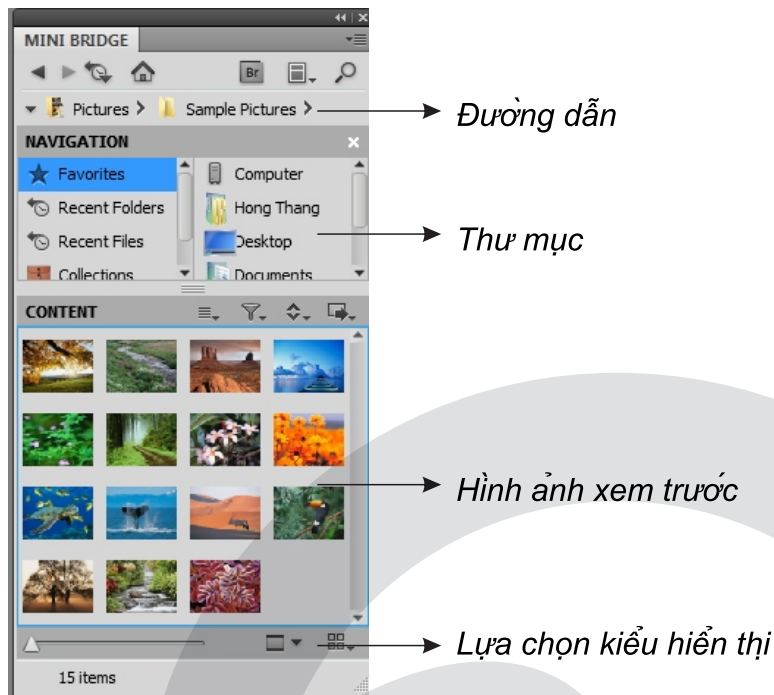 MINI BRIDGE
Br
Pictures > Sample Pictures > Đường dẫn
NAVIGATION
Favorites Computer
Recent Folders Hong Thang
Recent Files Desktop Thư mục
Collections Documents
CONTENT
Hình ảnh xem trước
Lựa chọn kiểu hiển thị
15 items